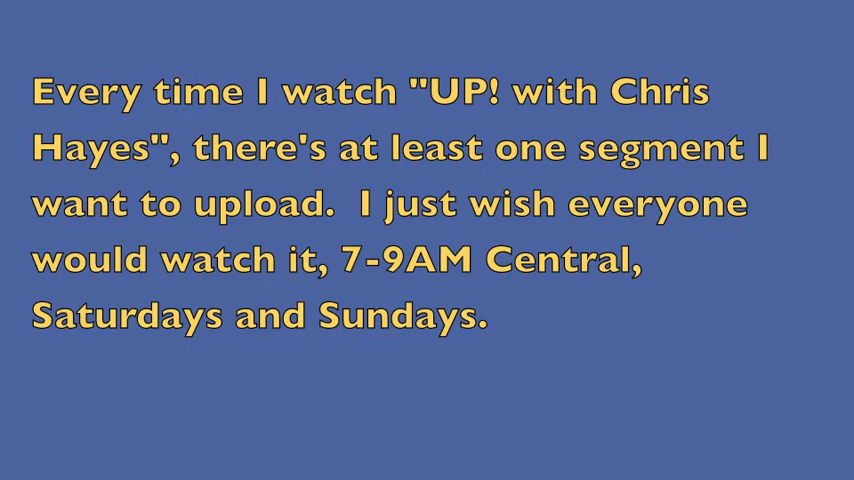 Every time I watch "UP! with Chris
Hayes", there's at least one segment I
want to upload.  I just wish everyone
would watch it, 7-9AM Central,
Saturdays and Sundays.